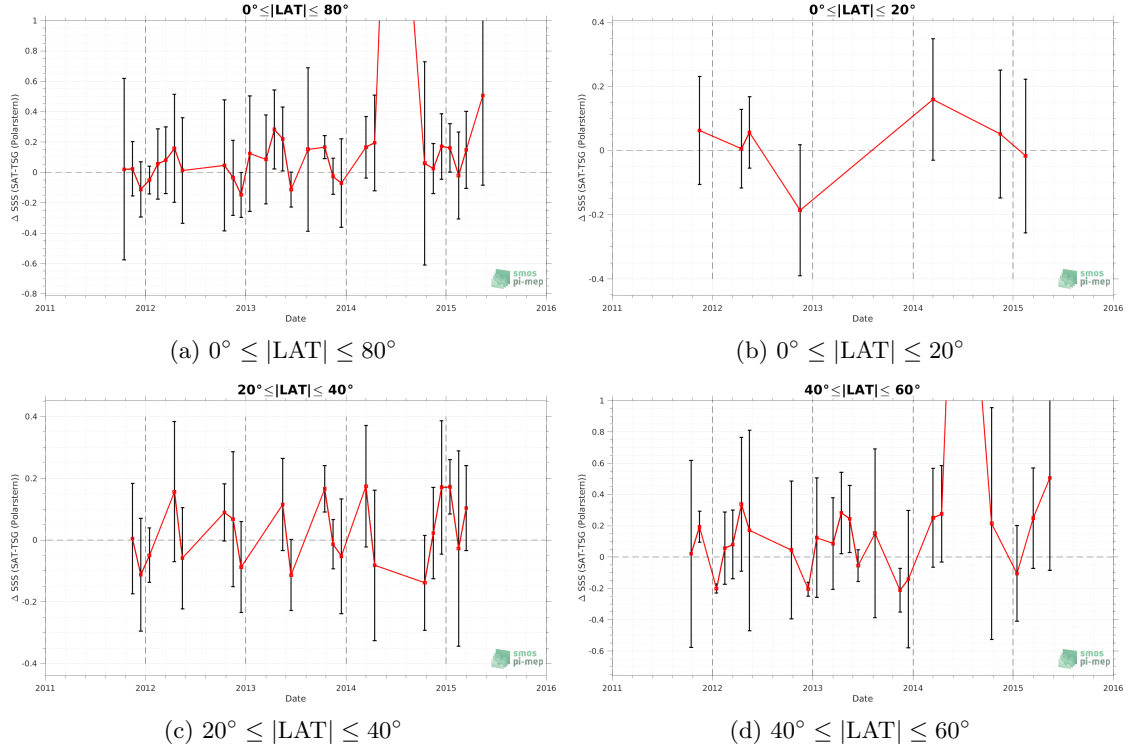 0°≤|LAT|≤ 80°
1
0.8
0.6
0.4
0.2
0
-0.2
-0.4
-0.6
-0.8
Δ SSS (SAT-TSG (Polarstern))
2011 2012 2013 2014 2015 2016
Date
smos
pi-mep
(a) 0° ≤ |LAT| ≤ 80°
0°≤|LAT|≤ 20°
0.4
0.2
0
-0.2
-0.4
Δ SSS (SAT-TSG (Polarstern))
2011 2012 2013 2014 2015 2016
Date
smos
pi-mep
(b) 0° ≤ |LAT| ≤ 20°
20°≤|LAT|≤ 40°
0.4
0.2
0
-0.2
-0.4
Δ SSS (SAT-TSG (Polarstern))
2011 2012 2013 2014 2015 2016
Date
smos
pi-mep
(c) 20° ≤ |LAT| ≤ 40°
40°≤|LAT|≤ 60°
1
0.8
0.6
0.4
0.2
0
-0.2
-0.4
-0.6
Δ SSS (SAT-TSG (Polarstern))
2011 2012 2013 2014 2015 2016
Date
smos
pi-mep
(d) 40° ≤ |LAT| ≤ 60°